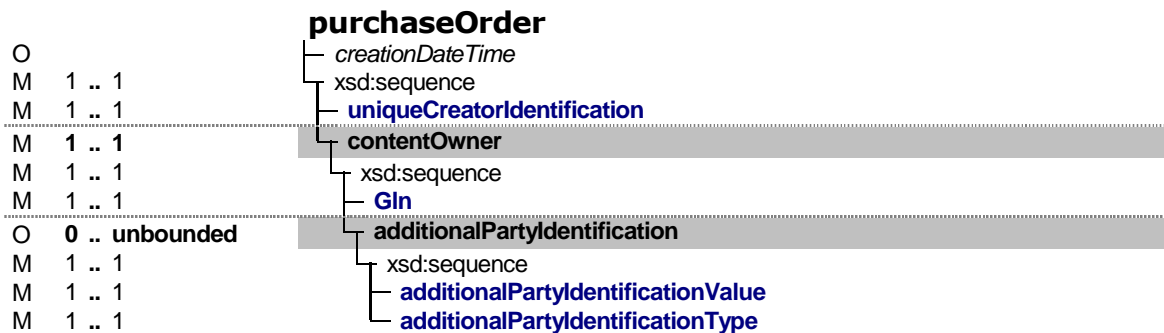 purchaseOrder
O creationDateTime
M 1 .. 1 xsd:sequence
M 1 .. 1 uniqueCreatorIdentification
M 1 .. 1 contentOwner
M 1 .. 1 xsd:sequence
M 1 .. 1 Gln
O 0 .. unbounded additionalPartyIdentification
M 1 .. 1 xsd:sequence
M 1 .. 1 additionalPartyIdentificationValue
M 1 .. 1 additionalPartyIdentificationType